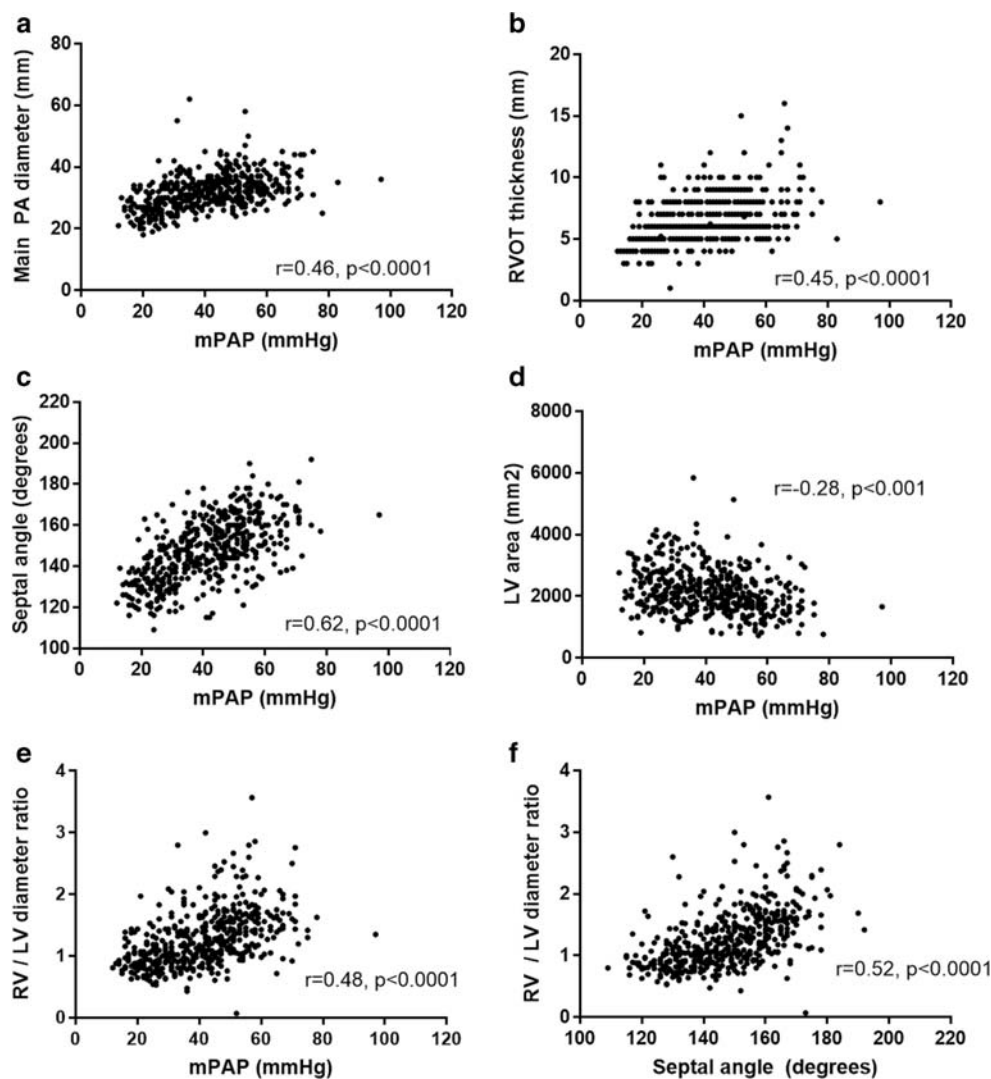 a
Main PA diameter (mm)
80
60
40
20
0
0 20 40 60 80 100 120
mPAP (mmHg)
r=0.46, p<0.0001
b
RVOT thickness (mm)
20
15
10
5
0
0 20 40 60 80 100 120
mPAP (mmHg)
r=0.45, p<0.0001
c
Septal angle (degrees)
220
200
180
160
140
120
100
0 20 40 60 80 100 120
mPAP (mmHg)
r=0.62, p<0.0001
d
LV area (mm2)
8000
6000
4000
2000
0
0 20 40 60 80 100 120
mPAP (mmHg)
r=-0.28, p<0.001
e
RV / LV diameter ratio
4
3
2
1
0
0 20 40 60 80 100 120
mPAP (mmHg)
r=0.48, p<0.0001
f
RV / LV diameter ratio
4
3
2
1
0
100 120 140 160 180 200 220
Septal angle (degrees)
r=0.52, p<0.0001